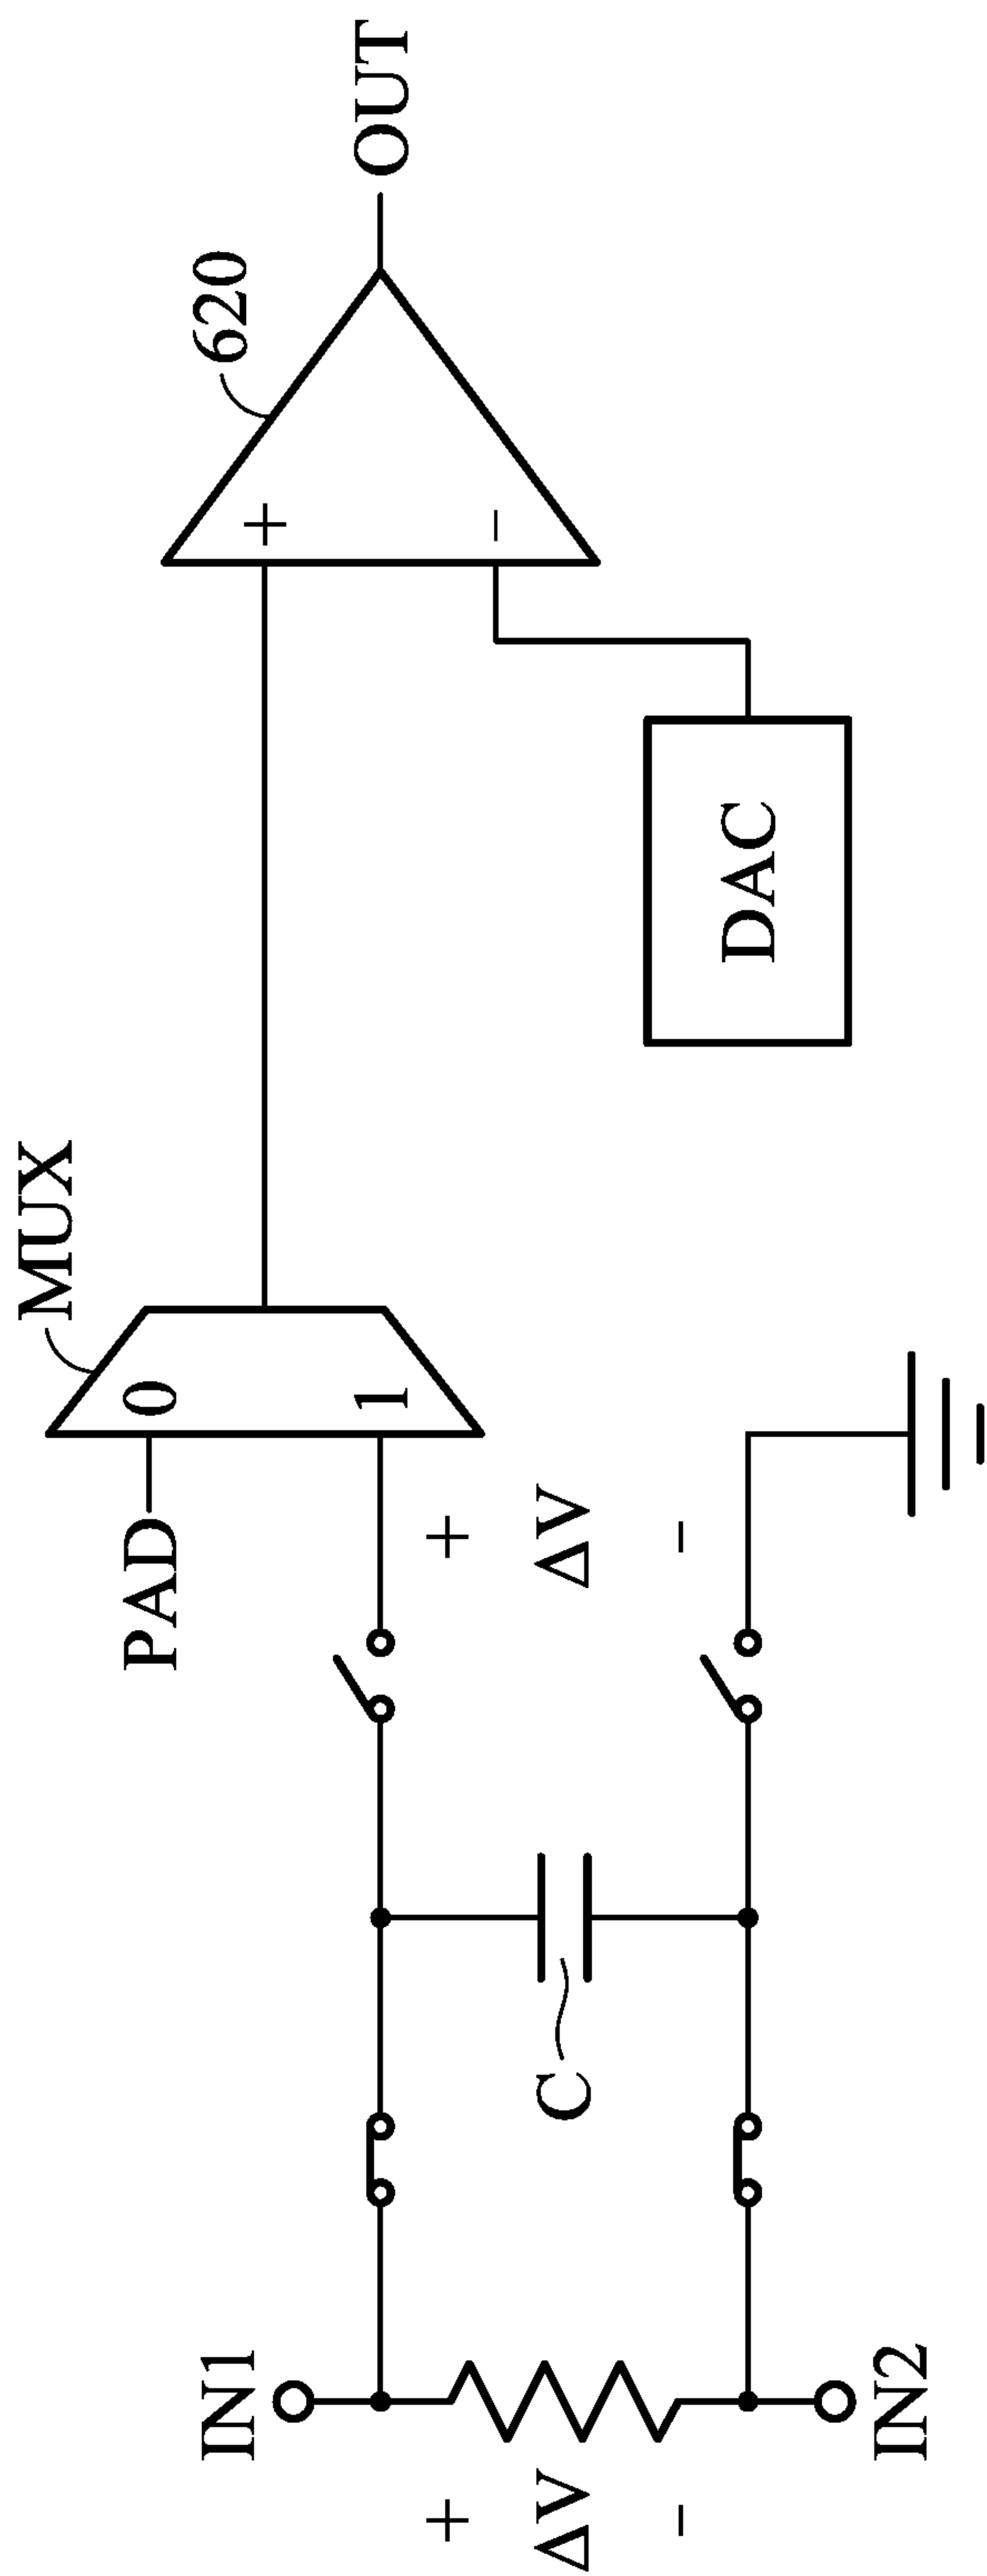 MUX
PAD
0
1
620
+
-
OUT
DAC
IN1
+
ΔV
-
C
+
ΔV
-
IN2